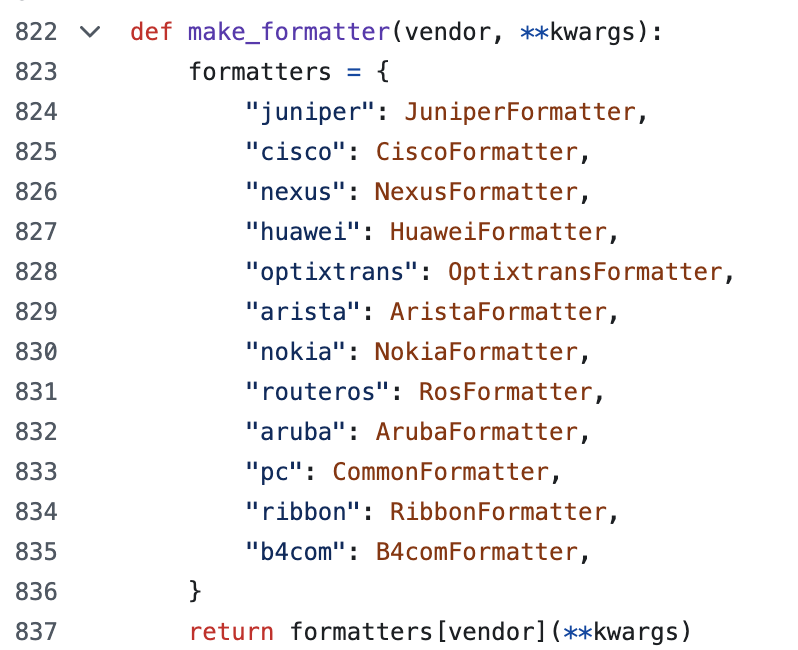 822 def make_formatter(vendor, **kwargs):
823 formatters = {
824 "juniper": JuniperFormatter,
825 "cisco": CiscoFormatter,
826 "nexus": NexusFormatter,
827 "huawei": HuaweiFormatter,
828 "optixtrans": OptixtransFormatter,
829 "arista": AristaFormatter,
830 "nokia": NokiaFormatter,
831 "routeros": RosFormatter,
832 "aruba": ArubaFormatter,
833 "pc": CommonFormatter,
834 "ribbon": RibbonFormatter,
835 "b4com": B4comFormatter,
836 }
837 return formatters[vendor](**kwargs)